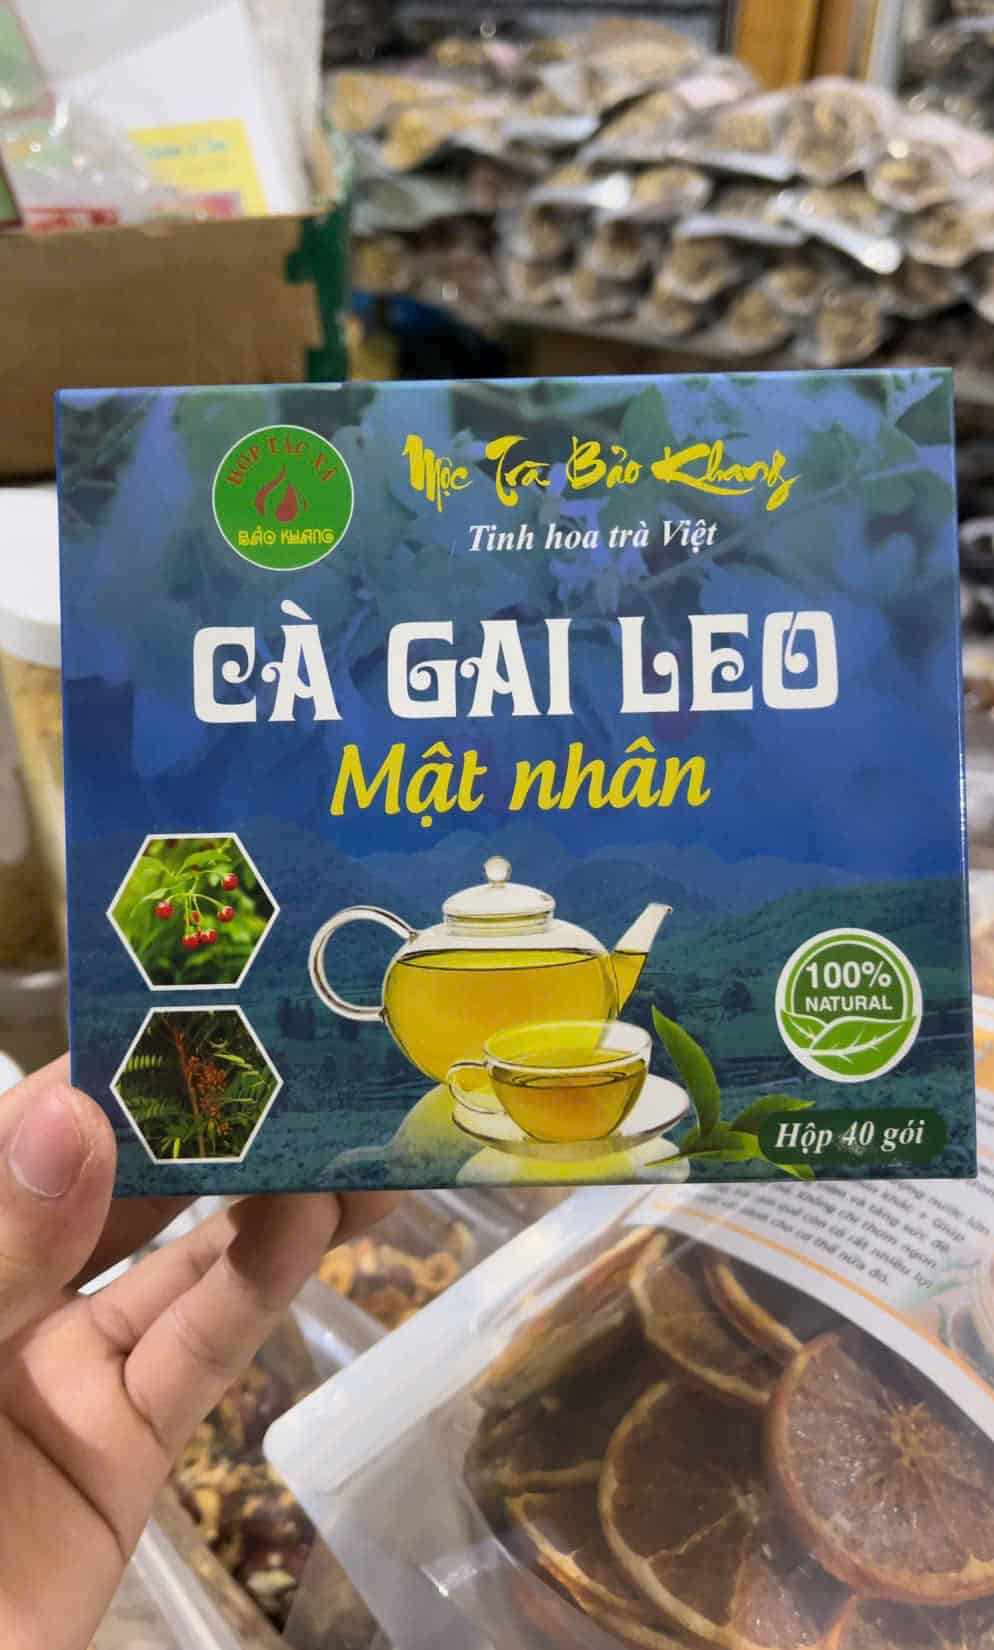 HỢP TÁC XÃ
BẢO KHANG
Mộc Trà Bảo Khang
Tinh hoa trà Việt
CÀ GAI LEO
Mật nhân
100%
NATURAL
Hộp 40 gói